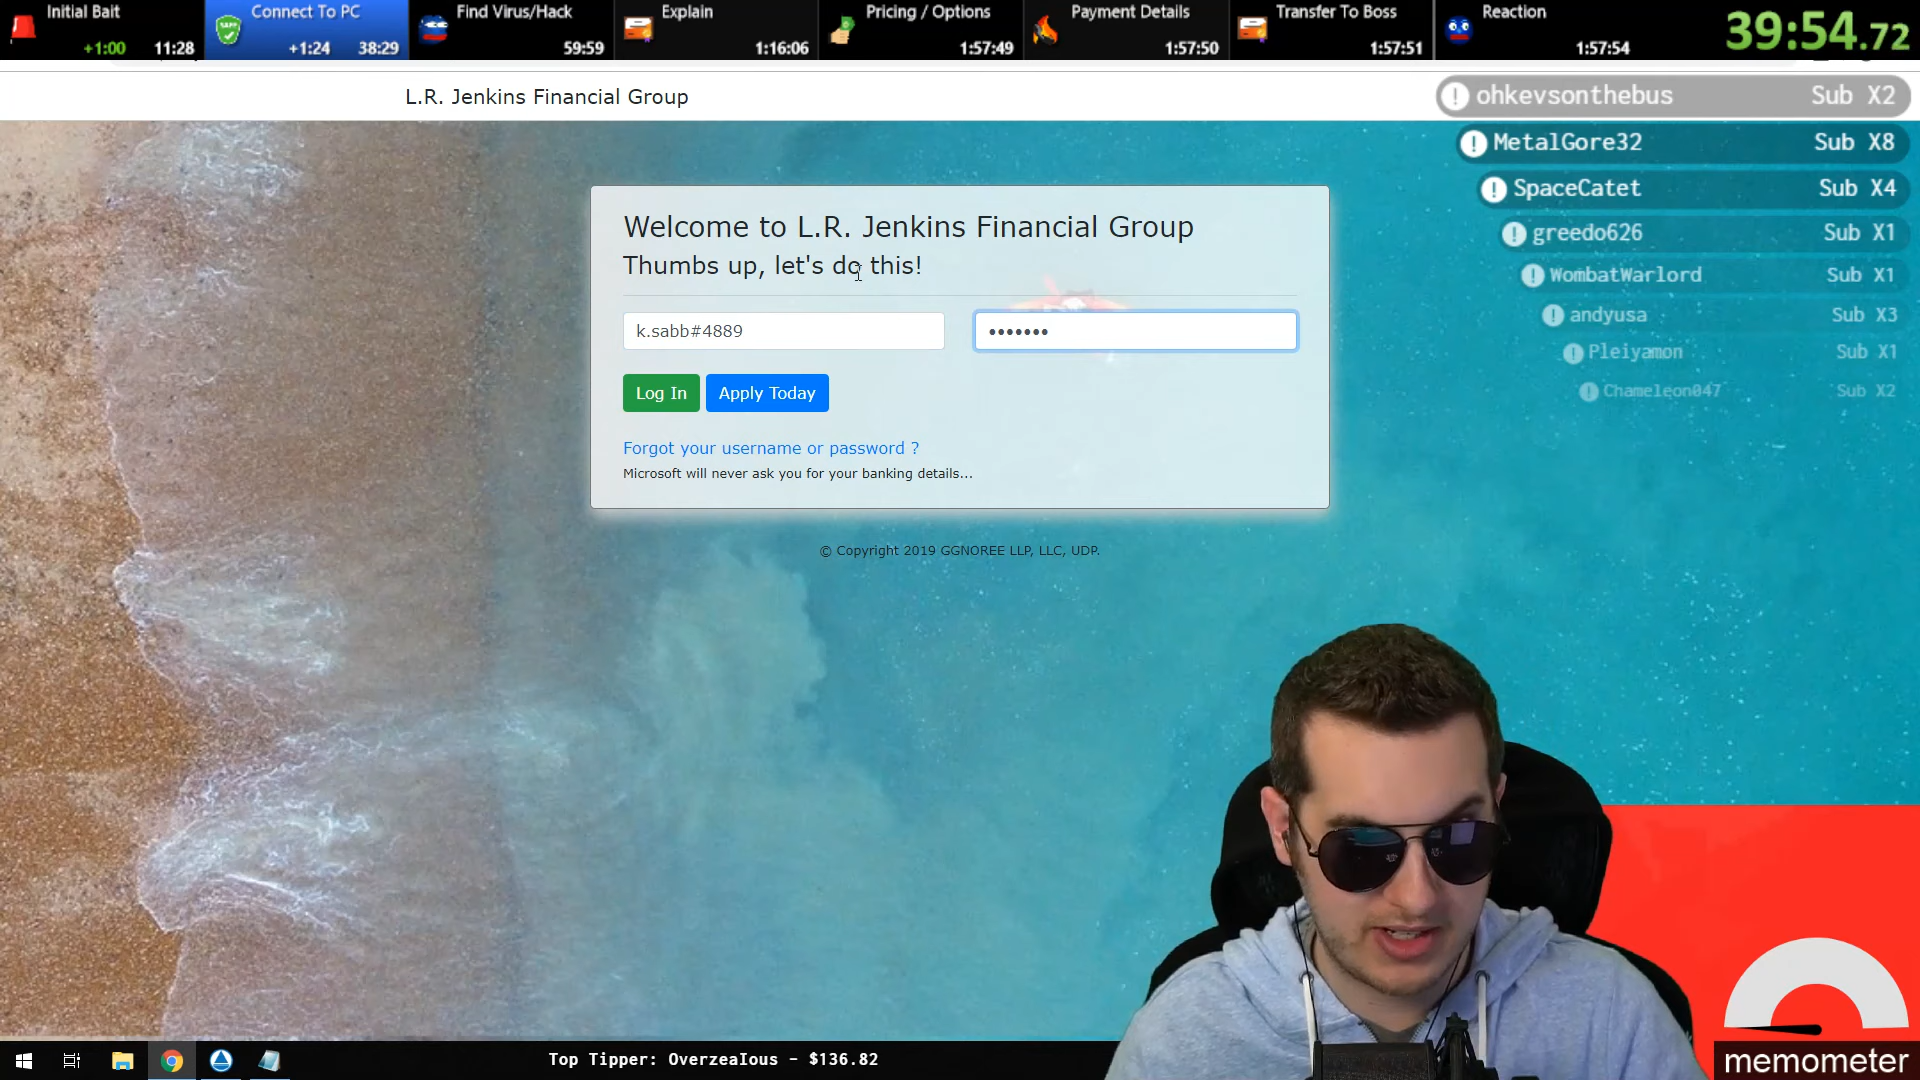 Initial Bait
+1:00 11:28
Connect To PC
+1:24 38:29
Find Virus/Hack
59:59
Explain
1:16:06
Pricing / Options
1:57:49
Payment Details
1:57:50
Transfer To Boss
1:57:51
Reaction
1:57:54
39:54.72
L.R. Jenkins Financial Group
ohkevsonthebus Sub X2
MetalGore32 Sub X8
SpaceCatet Sub X4
greedo626 Sub X1
WombatWarlord Sub X1
andyusa Sub X3
Pleiyamon Sub X1
Chameleon047 Sub X2
Welcome to L.R. Jenkins Financial Group
Thumbs up, let's do this!
k.sabb#4889
Log In Apply Today
Forgot your username or password ?
Microsoft will never ask you for your banking details...
© Copyright 2019 GGNOREE LLP, LLC, UDP.
Top Tipper: Overzealous - $136.82
memometer